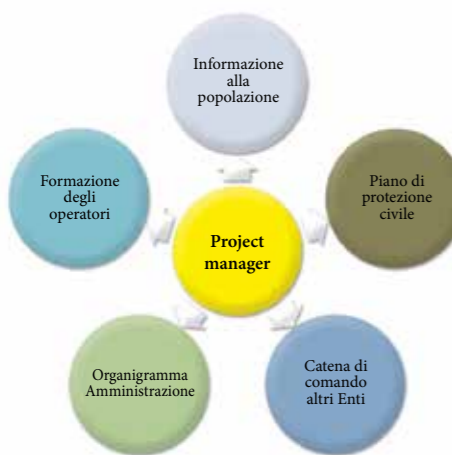 Informazione
alla
popolazione
Formazione
degli
operatori
Piano di
protezione
civile
Project
manager
Organigramma
Amministrazione
Catena di
comando
altri Enti